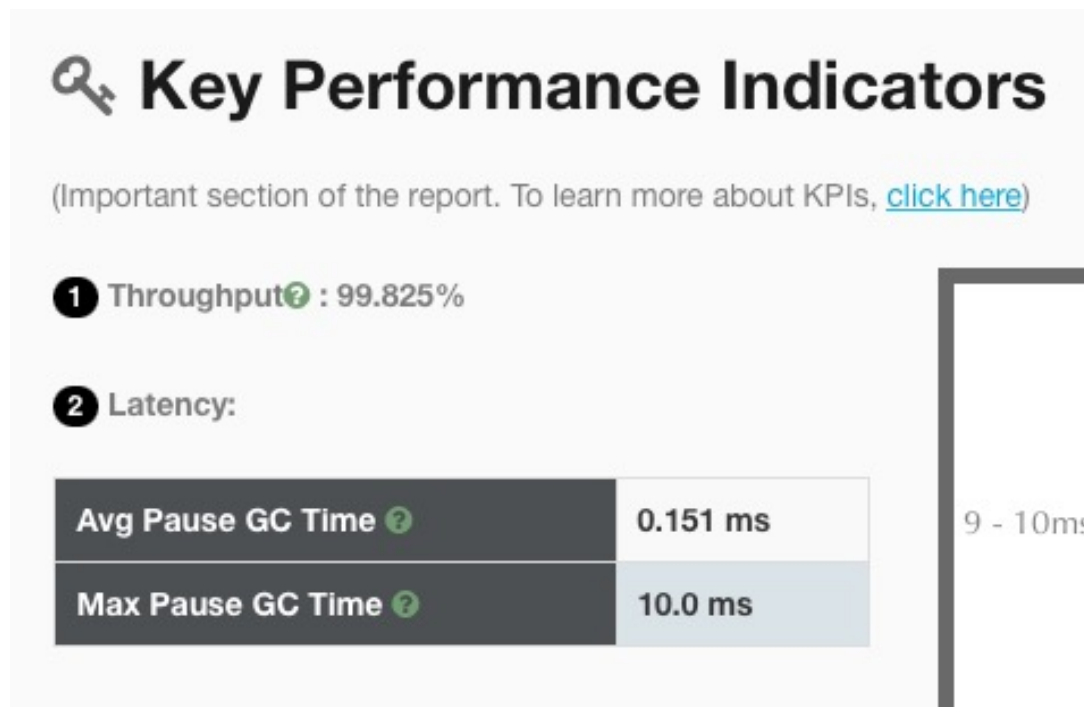 Key Performance Indicators
(Important section of the report. To learn more about KPIs, click here)
1 Throughput? : 99.825%
2 Latency:
Avg Pause GC Time ? 0.151 ms
9 - 10ms
Max Pause GC Time ? 10.0 ms